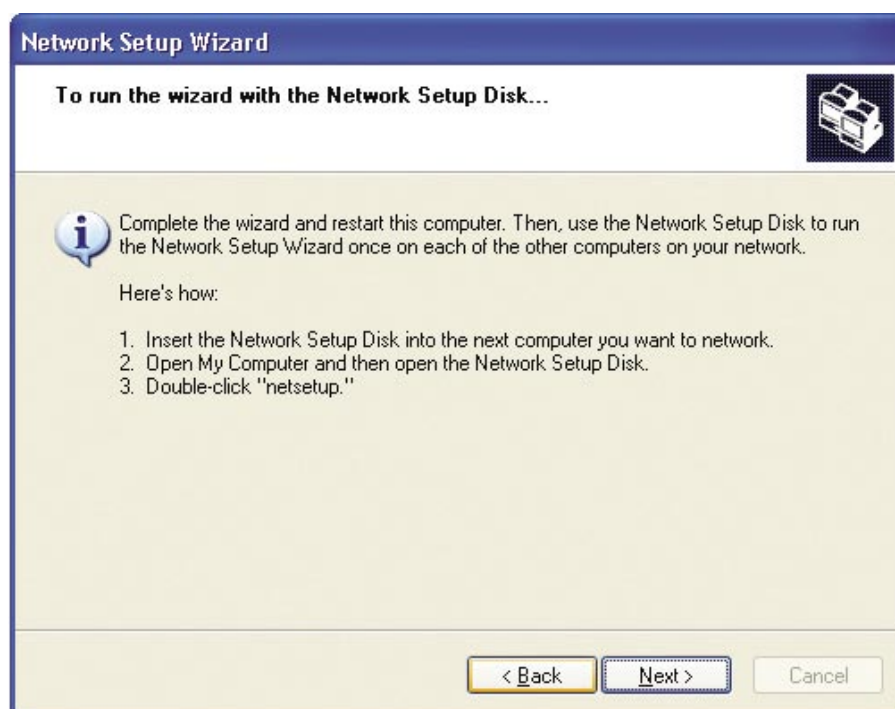 Network Setup Wizard
To run the wizard with the Network Setup Disk...
Complete the wizard and restart this computer. Then, use the Network Setup Disk to run
the Network Setup Wizard once on each of the other computers on your network.
Here's how:
1. Insert the Network Setup Disk into the next computer you want to network.
2. Open My Computer and then open the Network Setup Disk.
3. Double-click "netsetup."
< Back
Next >
Cancel